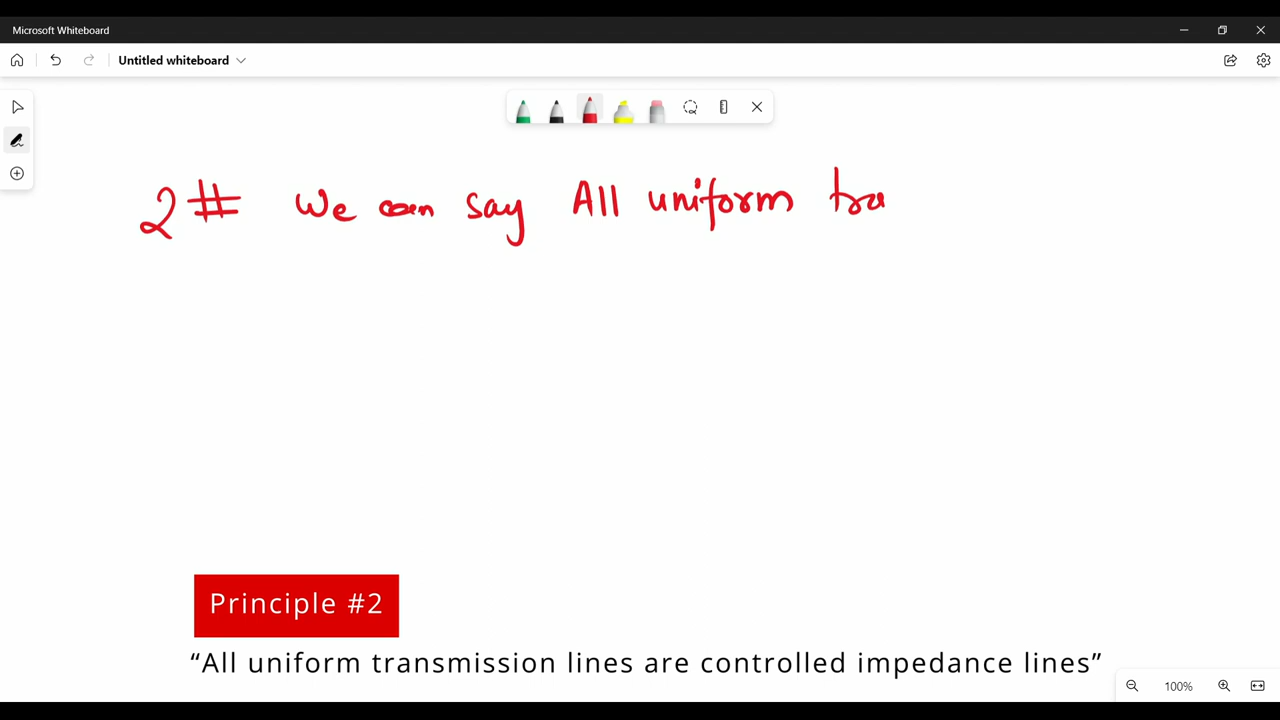 Microsoft Whiteboard
Untitled whiteboard
2# We can say All uniform tra
Principle #2
“All uniform transmission lines are controlled impedance lines”
100%